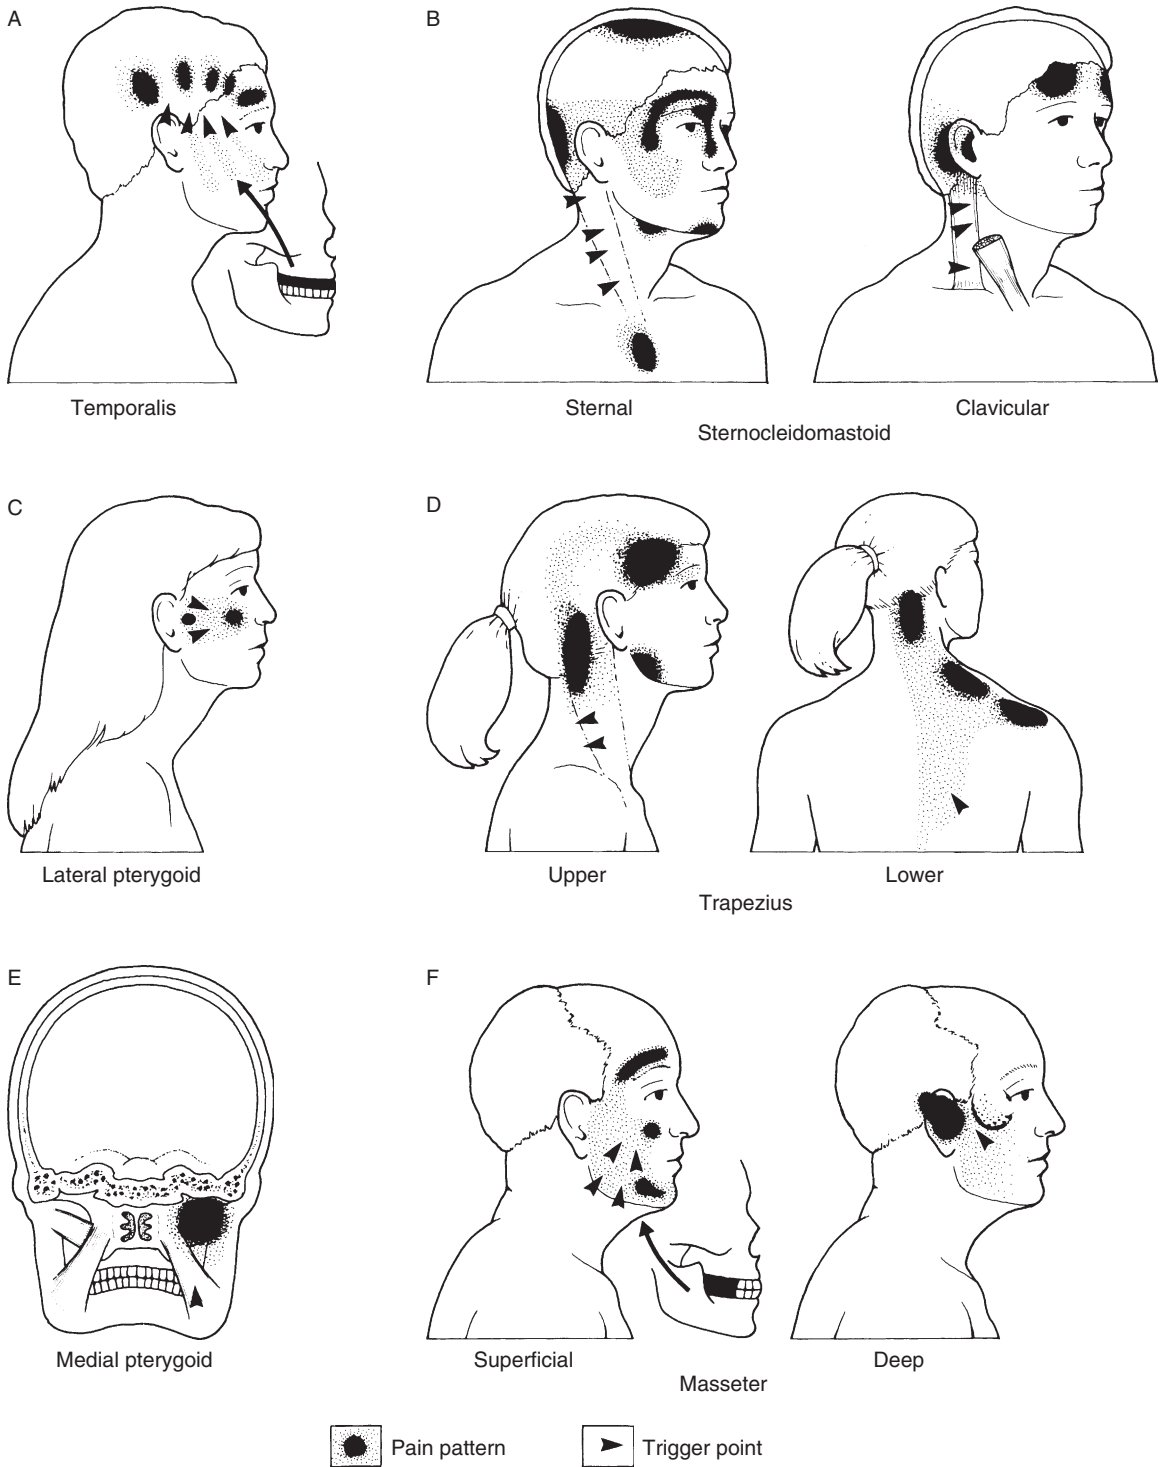 A
B
Temporalis
Sternal
Clavicular
Sternocleidomastoid
C
D
Lateral pterygoid
Upper
Lower
Trapezius
E
F
Medial pterygoid
Superficial
Deep
Masseter
Pain pattern
Trigger point